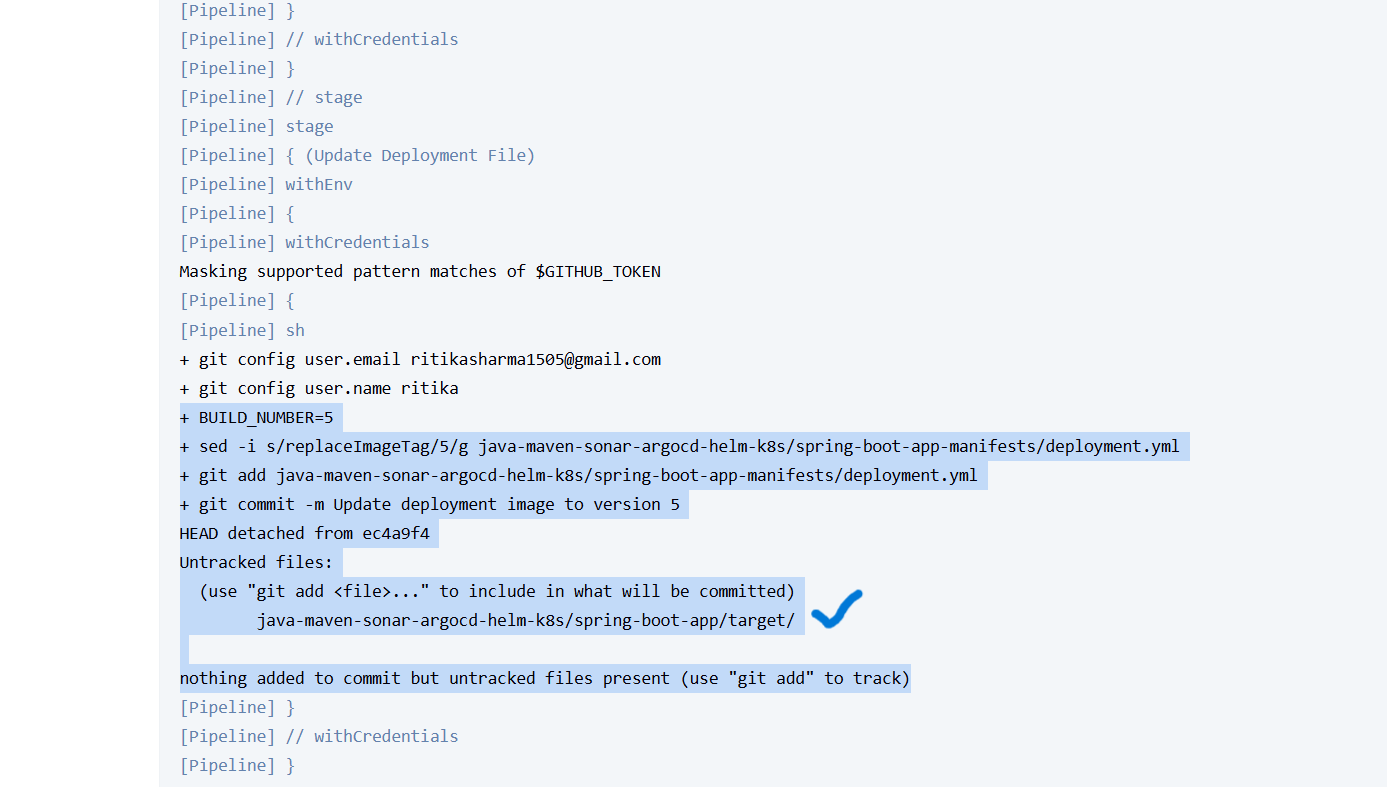 [Pipeline] }
[Pipeline] // withCredentials
[Pipeline] }
[Pipeline] // stage
[Pipeline] stage
[Pipeline] { (Update Deployment File)
[Pipeline] withEnv
[Pipeline] {
[Pipeline] withCredentials
Masking supported pattern matches of $GITHUB_TOKEN
[Pipeline] {
[Pipeline] sh
+ git config user.email ritikasharma1505@gmail.com
+ git config user.name ritika
+ BUILD_NUMBER=5
+ sed -i s/replaceImageTag/5/g java-maven-sonar-argocd-helm-k8s/spring-boot-app-manifests/deployment.yml
+ git add java-maven-sonar-argocd-helm-k8s/spring-boot-app-manifests/deployment.yml
+ git commit -m Update deployment image to version 5
HEAD detached from ec4a9f4
Untracked files:
  (use "git add <file>..." to include in what will be committed)
        java-maven-sonar-argocd-helm-k8s/spring-boot-app/target/
nothing added to commit but untracked files present (use "git add" to track)
[Pipeline] }
[Pipeline] // withCredentials
[Pipeline] }